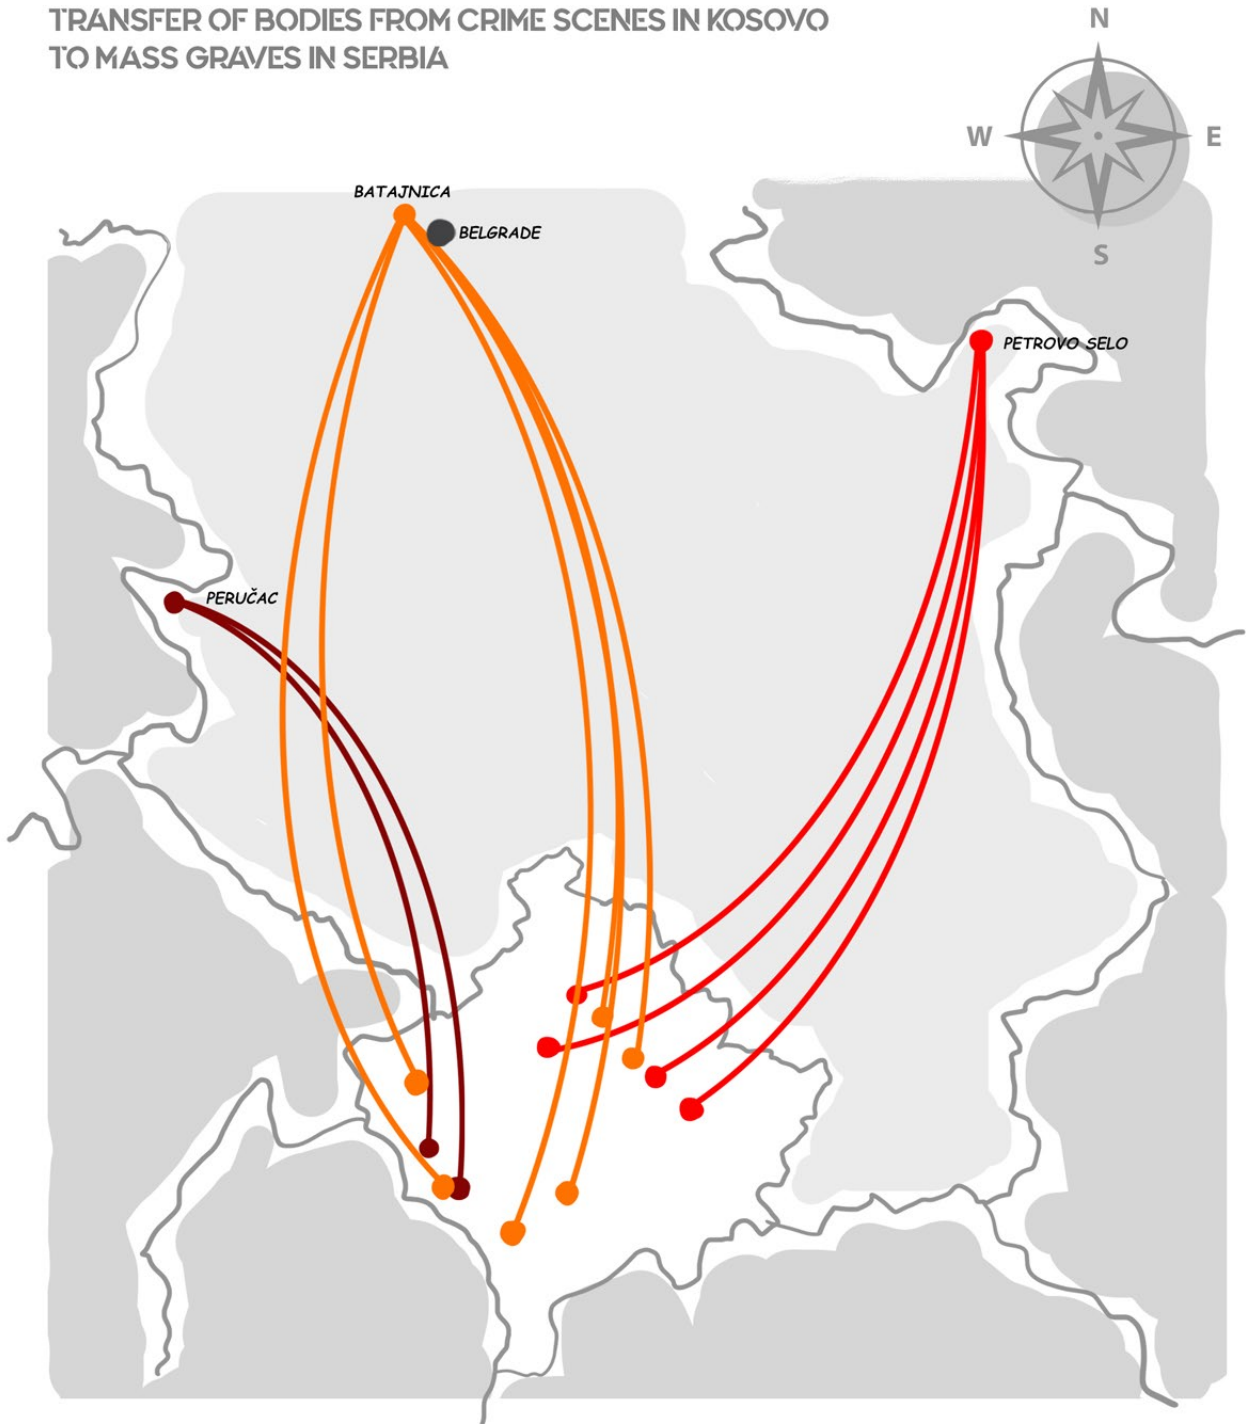 TRANSFER OF BODIES FROM CRIME SCENES IN KOSOVO
TO MASS GRAVES IN SERBIA
N
W
E
S
BATAJNICA
BELGRADE
PETROVO SELO
PERUČAC